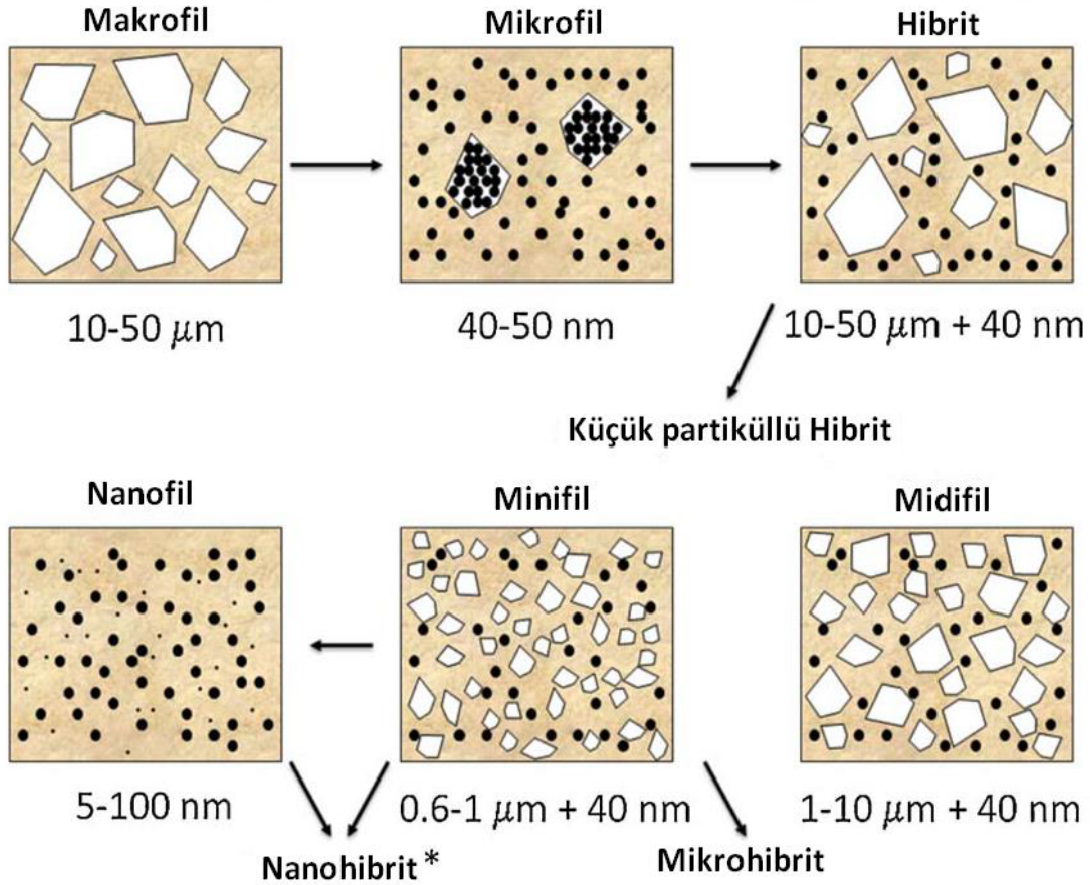 Makrofil
Mikrofil
Hibrit
10-50 μm
40-50 nm
10-50 μm + 40 nm
Küçük partiküllü Hibrit
Nanofil
Minifil
Midifil
5-100 nm
0.6-1 μm + 40 nm
1-10 μm + 40 nm
Nanohibrit *
Mikrohibrit